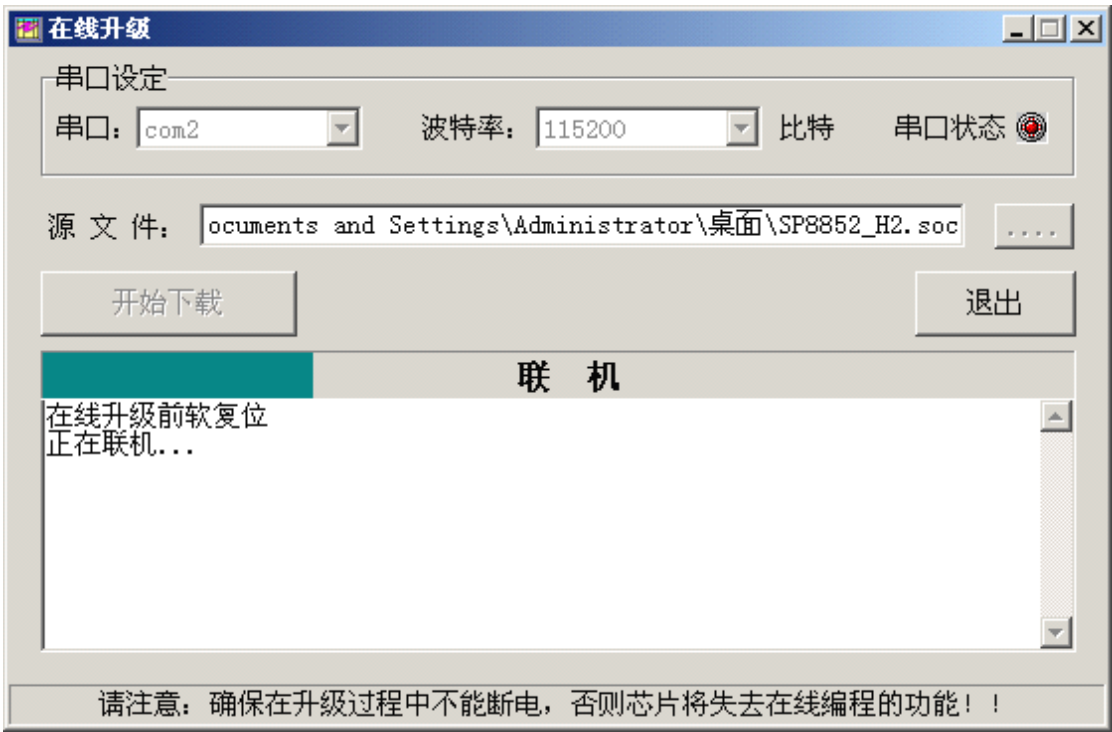 在线升级
串口设定
串口: com2 波特率: 115200 比特 串口状态
源 文 件: ocuments and Settings\Administrator\桌面\SP8852_H2.soc ....
开始下载 退出
联 机
在线升级前软复位
正在联机...
请注意: 确保在升级过程中不能断电, 否则芯片将失去在线编程的功能!!